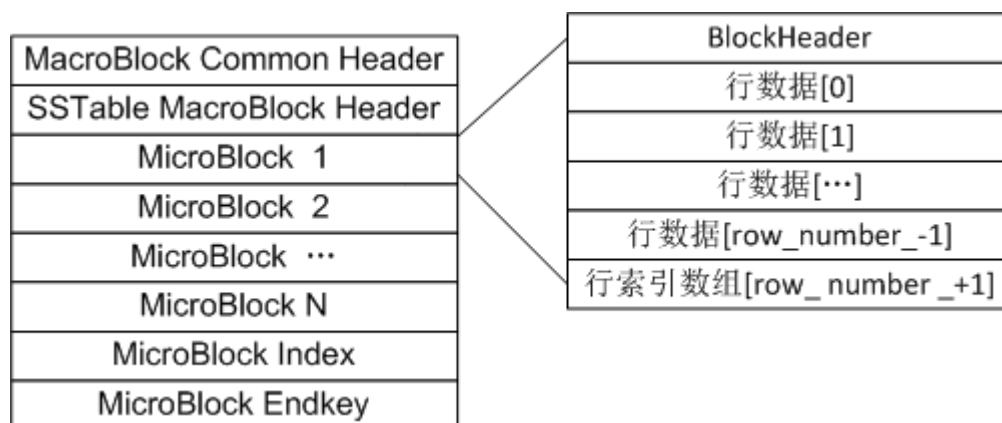 MacroBlock Common Header
SSTable MacroBlock Header
MicroBlock 1
MicroBlock 2
MicroBlock ···
MicroBlock N
MicroBlock Index
MicroBlock Endkey
BlockHeader
行数据[0]
行数据[1]
行数据[···]
行数据[row_number_-1]
行索引数组[row_ number _+1]